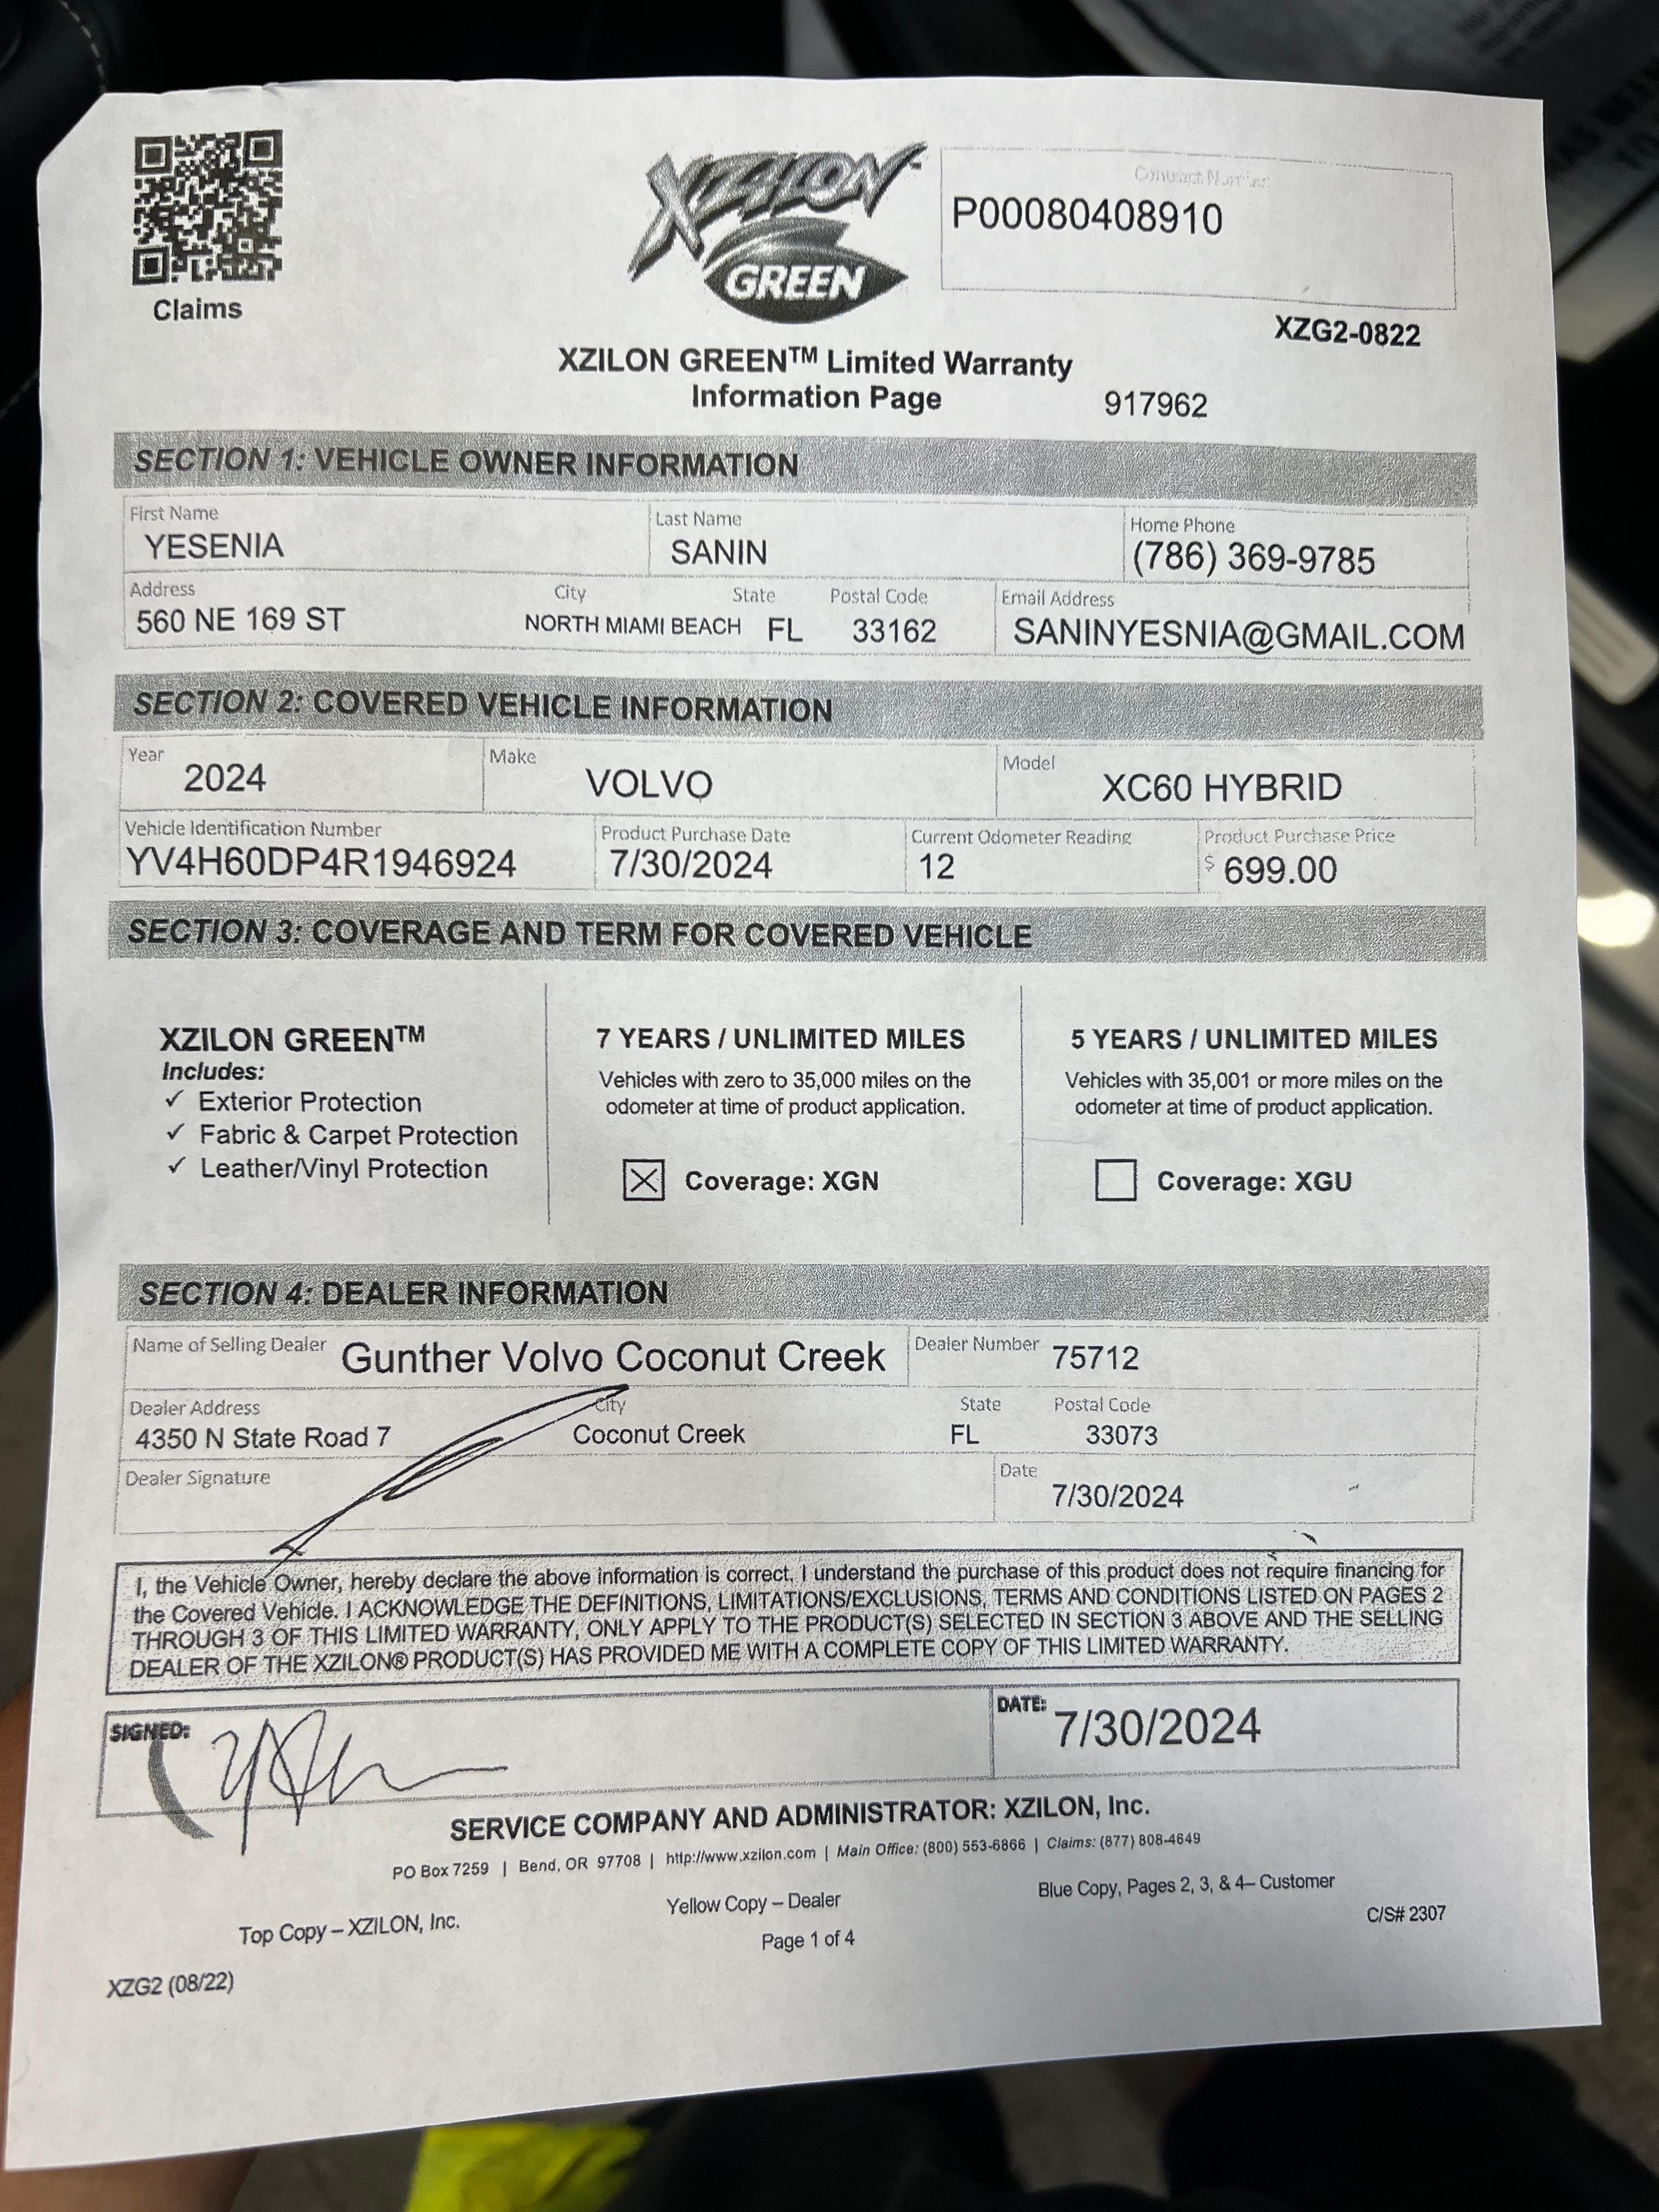 XZILON
GREEN
Contract Number
P00080408910
Claims
XZG2-0822
XZILON GREEN™ Limited Warranty
Information Page 917962
SECTION 1: VEHICLE OWNER INFORMATION
First Name Last Name Home Phone
YESENIA SANIN (786) 369-9785
Address City State Postal Code Email Address
560 NE 169 ST NORTH MIAMI BEACH FL 33162 SANINYESNIA@GMAIL.COM
SECTION 2: COVERED VEHICLE INFORMATION
Year Make Model
2024 VOLVO XC60 HYBRID
Vehicle Identification Number Product Purchase Date Current Odometer Reading Product Purchase Price
YV4H60DP4R1946924 7/30/2024 12 $ 699.00
SECTION 3: COVERAGE AND TERM FOR COVERED VEHICLE
XZILON GREEN™
Includes:
✓ Exterior Protection
✓ Fabric & Carpet Protection
✓ Leather/Vinyl Protection
7 YEARS / UNLIMITED MILES
Vehicles with zero to 35,000 miles on the
odometer at time of product application.
☒ Coverage: XGN
5 YEARS / UNLIMITED MILES
Vehicles with 35,001 or more miles on the
odometer at time of product application.
☐ Coverage: XGU
SECTION 4: DEALER INFORMATION
Name of Selling Dealer Gunther Volvo Coconut Creek Dealer Number 75712
Dealer Address City State Postal Code
4350 N State Road 7 Coconut Creek FL 33073
Dealer Signature Date
7/30/2024
I, the Vehicle Owner, hereby declare the above information is correct. I understand the purchase of this product does not require financing for
the Covered Vehicle. I ACKNOWLEDGE THE DEFINITIONS, LIMITATIONS/EXCLUSIONS, TERMS AND CONDITIONS LISTED ON PAGES 2
THROUGH 3 OF THIS LIMITED WARRANTY, ONLY APPLY TO THE PRODUCT(S) SELECTED IN SECTION 3 ABOVE AND THE SELLING
DEALER OF THE XZILON® PRODUCT(S) HAS PROVIDED ME WITH A COMPLETE COPY OF THIS LIMITED WARRANTY.
SIGNED: DATE: 7/30/2024
SERVICE COMPANY AND ADMINISTRATOR: XZILON, Inc.
PO Box 7259 | Bend, OR 97708 | http://www.xzilon.com | Main Office: (800) 553-6866 | Claims: (877) 808-4649
Top Copy – XZILON, Inc. Yellow Copy – Dealer Blue Copy, Pages 2, 3, & 4– Customer
Page 1 of 4 C/S# 2307
XZG2 (08/22)